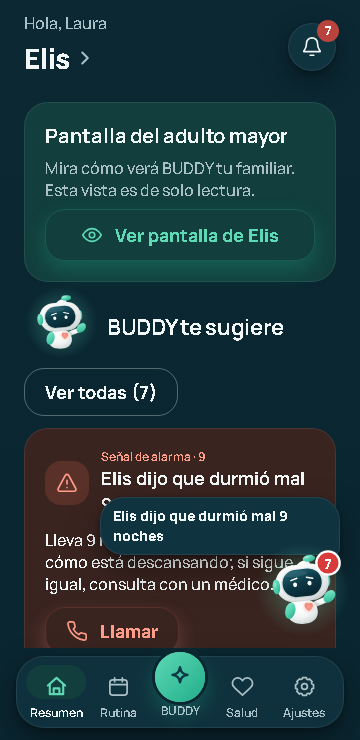 Hola, Laura
7
Elis
Pantalla del adulto mayor
Mira cómo verá BUDDY tu familiar.
Esta vista es de solo lectura.
Ver pantalla de Elis
BUDDY te sugiere
Ver todas (7)
Señal de alarma · 9
Elis dijo que durmió mal
Elis dijo que durmió mal 9
noches
Lleva 9
cómo está descansando; si sigue
7
igual, consulta con un médico.
Llamar
Resumen
Rutina
BUDDY
Salud
Ajustes